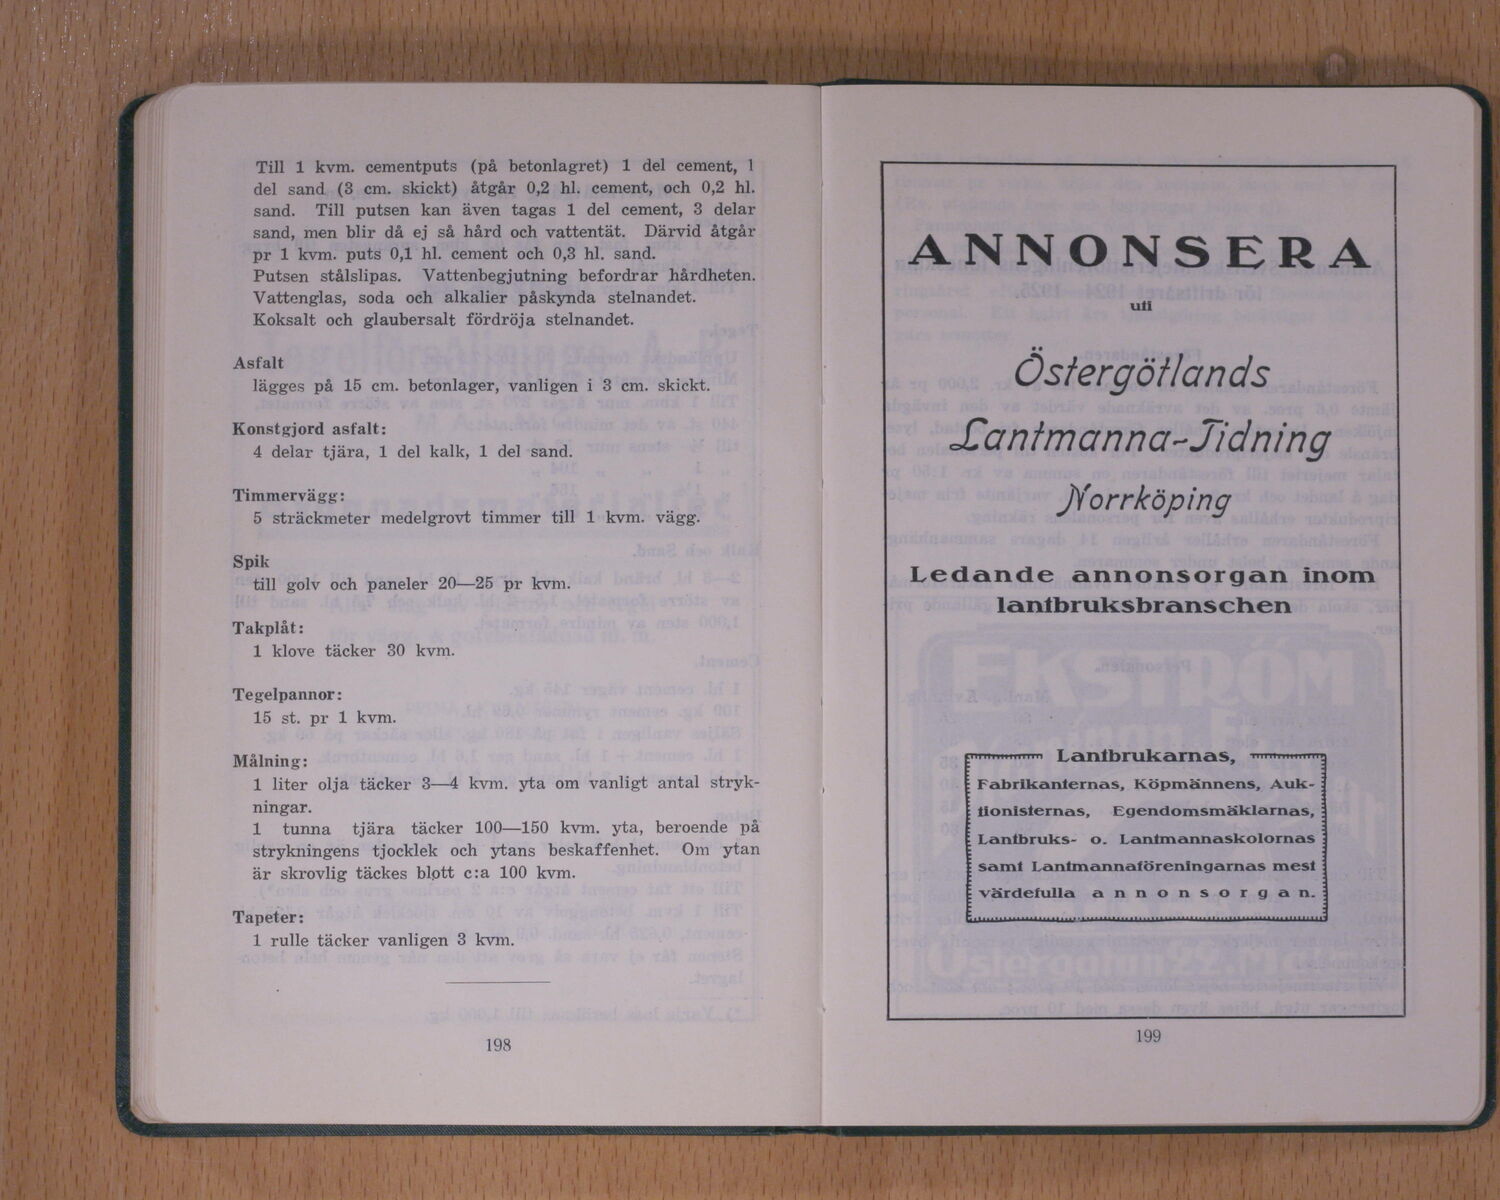 Till 1 kvm. cementputs (på betonlagret) 1 del cement, 1
del sand (3 cm. skickt) åtgår 0,2 hl. cement, och 0,2 hl.
sand. Till putsen kan även tagas 1 del cement, 3 delar
sand, men blir då ej så hård och vattentät. Därvid åtgår
pr 1 kvm. puts 0,1 hl. cement och 0,3 hl. sand.
Putsen stålslipas. Vattenbegjutning befordrar hårdheten.
Vattenglas, soda och alkalier påskynda stelnandet.
Koksalt och glaubersalt fördröja stelnandet.
Asfalt
lägges på 15 cm. betonlager, vanligen i 3 cm. skickt.
Konstgjord asfalt:
4 delar tjära, 1 del kalk, 1 del sand.
Timmervägg:
5 sträckmeter medelgrovt timmer till 1 kvm. vägg.
Spik
till golv och paneler 20—25 pr kvm.
Takplåt:
1 klove täcker 30 kvm.
Tegelpannor:
15 st. pr 1 kvm.
Målning:
1 liter olja täcker 3—4 kvm. yta om vanligt antal stryk-
ningar.
1 tunna tjära täcker 100—150 kvm. yta, beroende på
strykningens tjocklek och ytans beskaffenhet. Om ytan
är skrovlig täckes blott c:a 100 kvm.
Tapeter:
1 rulle täcker vanligen 3 kvm.
198
ANNONSERA
uti
Östergötlands
Lantmanna-Tidning
Norrköping
Ledande annonsorgan inom
lantbruksbranschen
Lantbrukarnas,
Fabrikanternas, Köpmännens, Auk-
tionisternas, Egendomsmäklarnas,
Lantbruks- o. Lantmannaskolornas
samt Lantmannaföreningarnas mest
värdefulla annonsorgan.
199